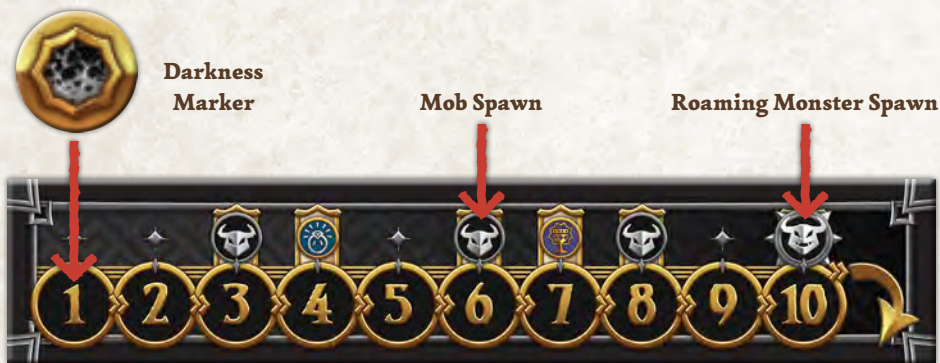 Darkness
Marker
Mob Spawn
Roaming Monster Spawn
1 2 3 4 5 6 7 8 9 10